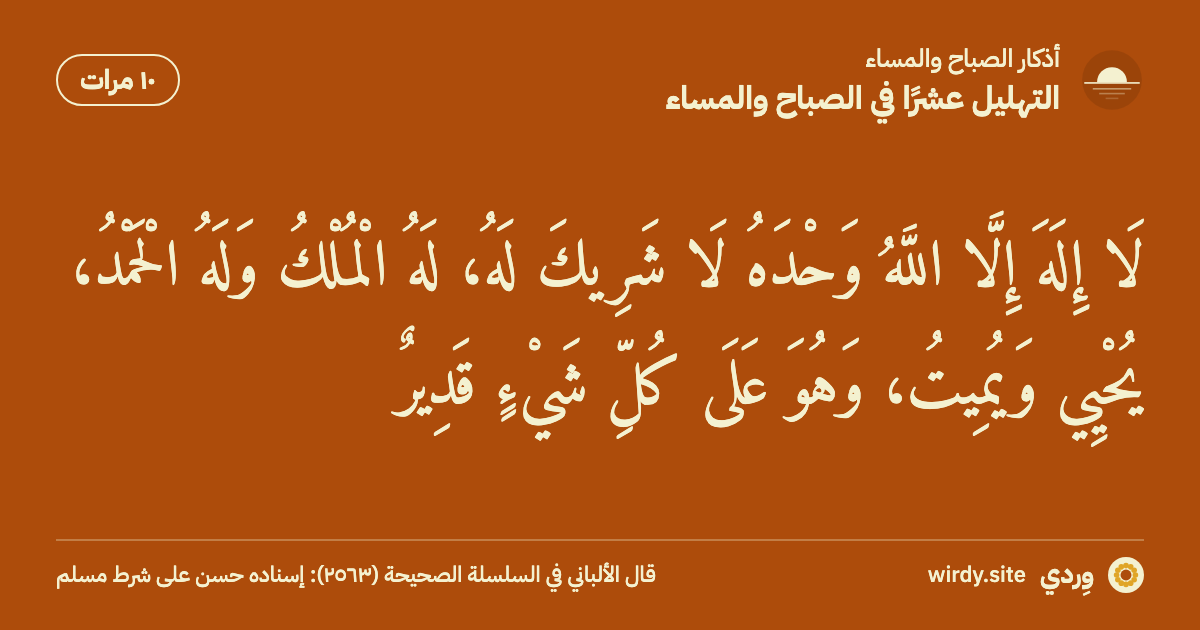 أذكار الصباح والمساء
التهليل عشرًا في الصباح والمساء
١٠ مرات
لَا إِلَهَ إِلَّا اللَّهُ وَحْدَهُ لَا شَرِيكَ لَهُ، لَهُ الْمُلْكُ وَلَهُ الْحَمْدُ،
يُحْيِي وَيُمِيتُ، وَهُوَ عَلَى كُلِّ شَيْءٍ قَدِيرٌ
وِردي wirdy.site
قال الألباني في السلسلة الصحيحة (٢٥٦٣): إسناده حسن على شرط مسلم